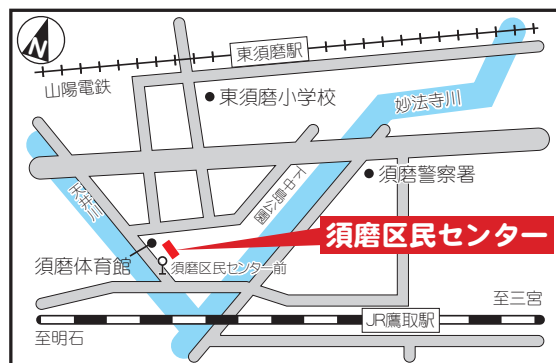 N
東須磨駅
山陽電鉄
東須磨小学校
妙法寺川
須磨警察署
天井川
下中島公園
須磨区民センター
須磨体育館
須磨区民センター前
至三宮
JR鷹取駅
至明石